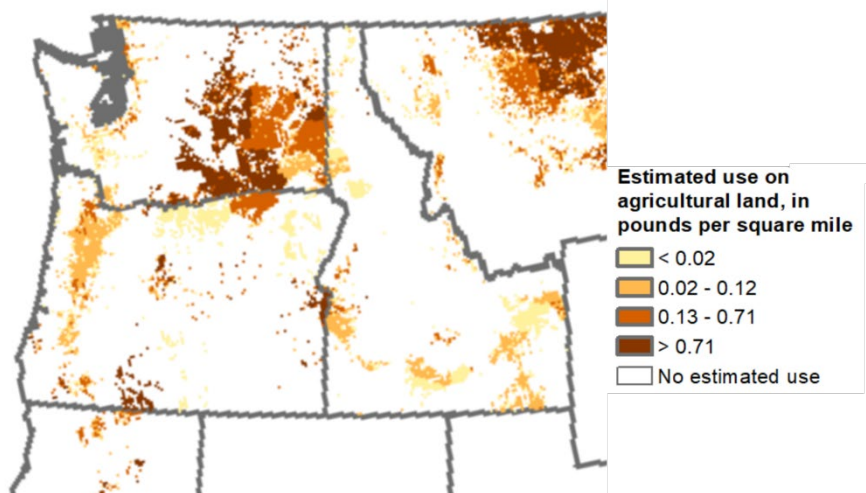 Estimated use on
agricultural land, in
pounds per square mile
< 0.02
0.02 - 0.12
0.13 - 0.71
> 0.71
No estimated use